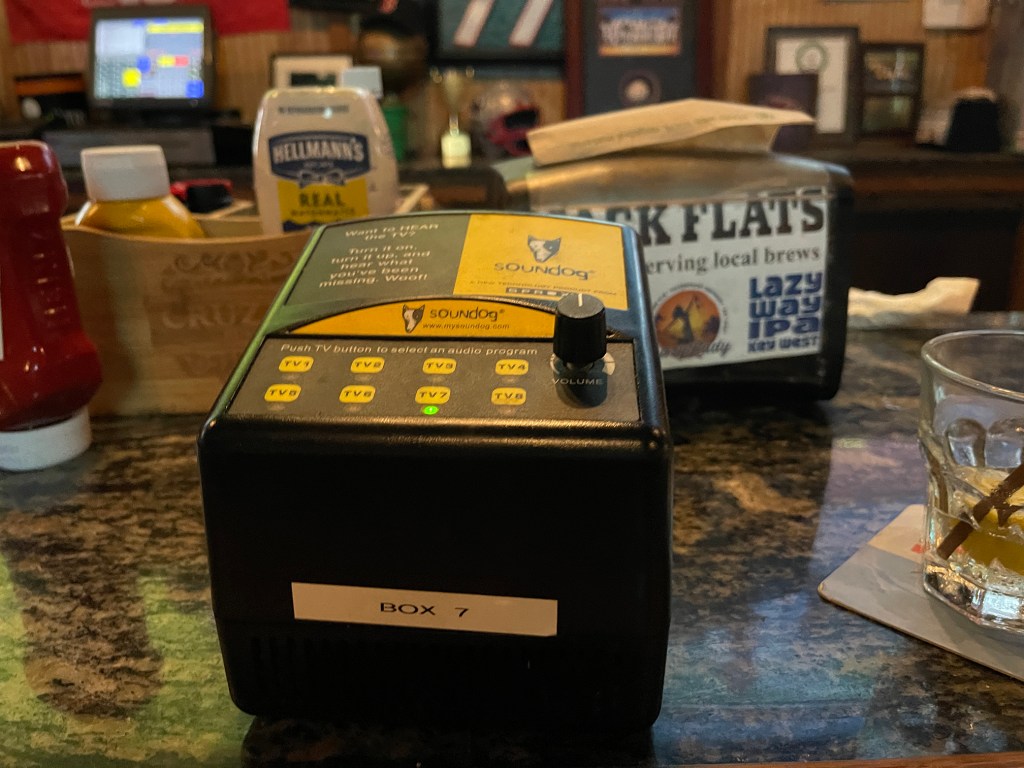 HELLMANN'S
REAL
Want to HEAR
the TV?
Turn it on,
turn it up, and
hear what
you've been
missing. Woof!
SOUNDOG
SOUNDOG
www.mysoundog.com
Push TV button to select an audio program
TV1 TV2 TV3 TV4
TV5 TV6 TV7 TV8
VOLUME
BOX 7
FLATS
erving local brews
LAZY
WAY
IPA
KEY WEST